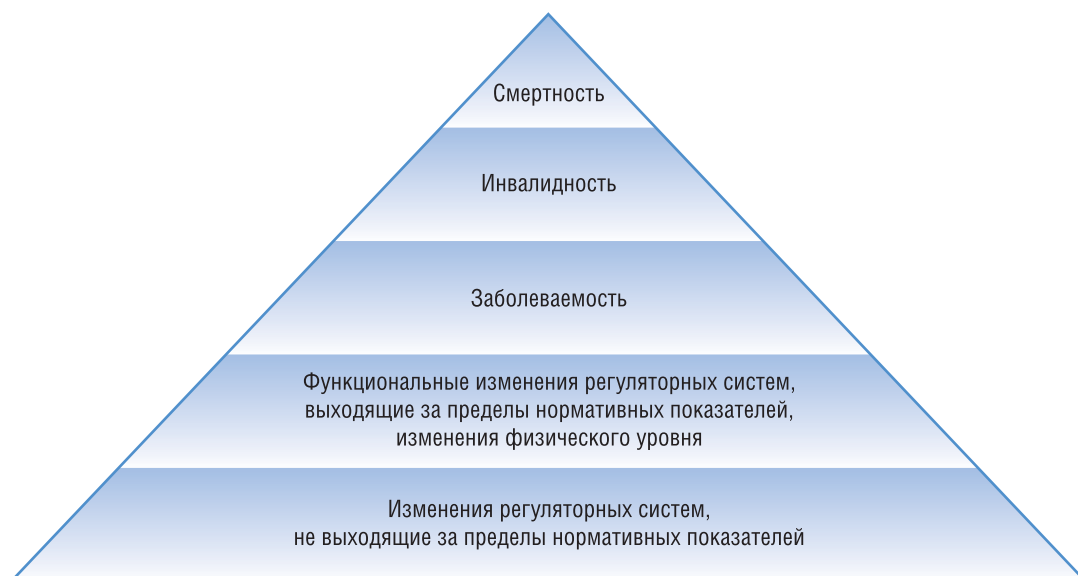 Смертность
Инвалидность
Заболеваемость
Функциональные изменения регуляторных систем,
выходящие за пределы нормативных показателей,
изменения физического уровня
Изменения регуляторных систем,
не выходящие за пределы нормативных показателей